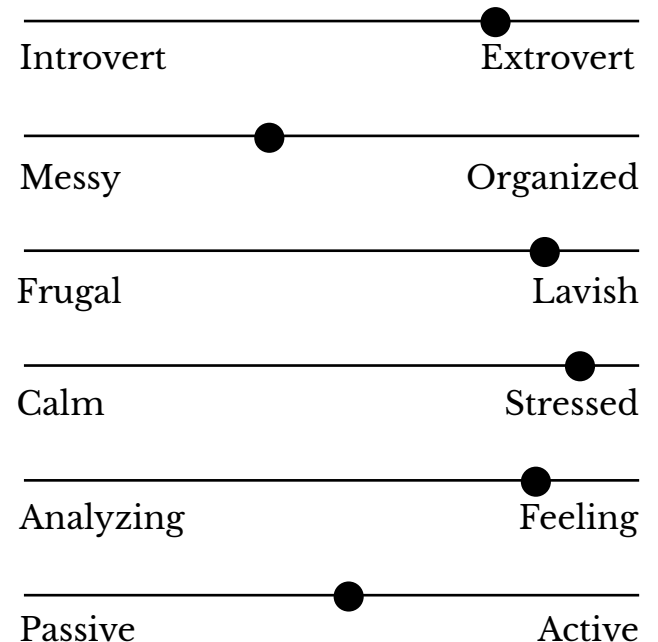 Introvert Extrovert
Messy Organized
Frugal Lavish
Calm Stressed
Analyzing Feeling
Passive Active